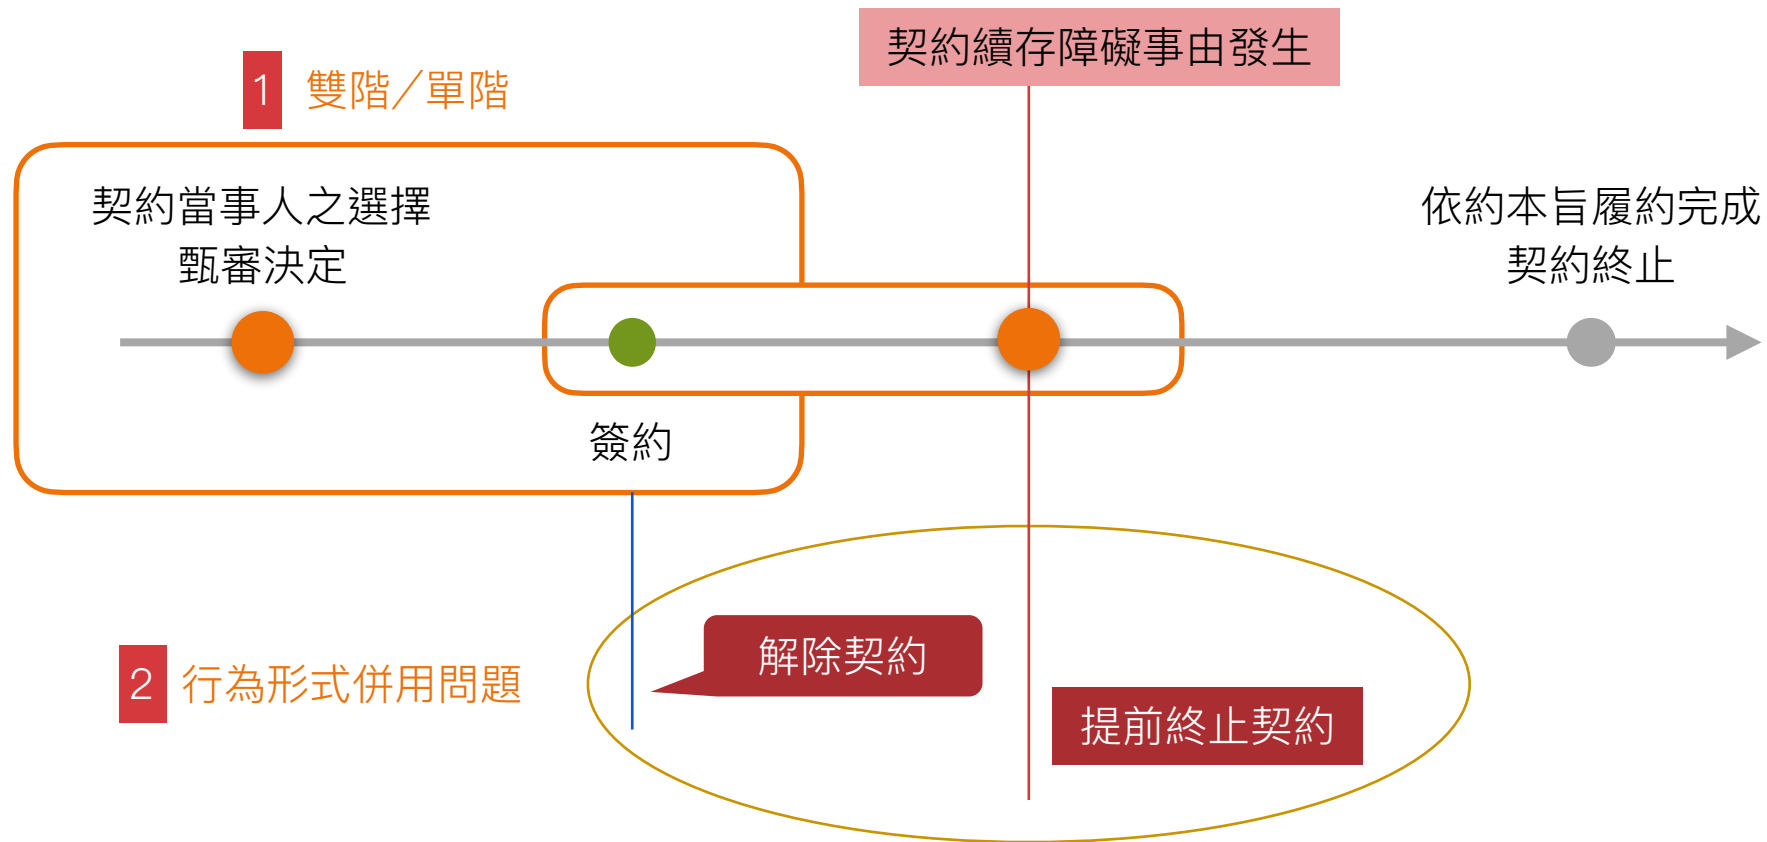 契約續存障礙事由發生
1 雙階／單階
契約當事人之選擇
甄審決定
依約本旨履約完成
契約終止
簽約
解除契約
2 行為形式併用問題
提前終止契約